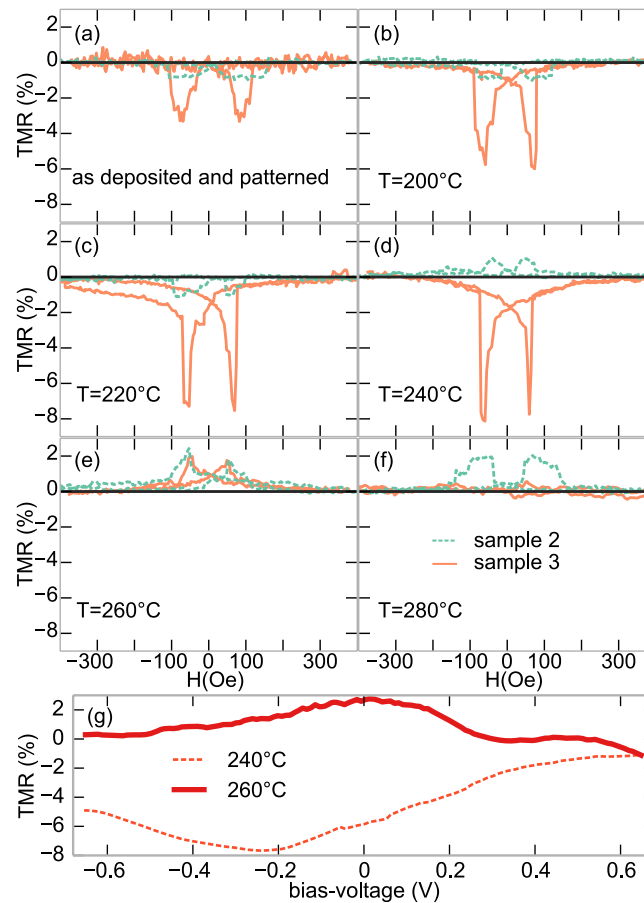 (a) (b)
TMR (%)
2
0
−2
−4
−6
−8
as deposited and patterned
T=200°C
(c) (d)
TMR (%)
2
0
−2
−4
−6
−8
T=220°C
T=240°C
(e) (f)
TMR (%)
2
0
−2
−4
−6
−8
sample 2
sample 3
T=260°C
T=280°C
−300 −100 0 100 300 −300 −100 0 100 300
H(Oe) H(Oe)
(g)
TMR (%)
2
0
−2
−4
−6
−8
240°C
260°C
−0.6 −0.4 −0.2 0 0.2 0.4 0.6
bias-voltage (V)